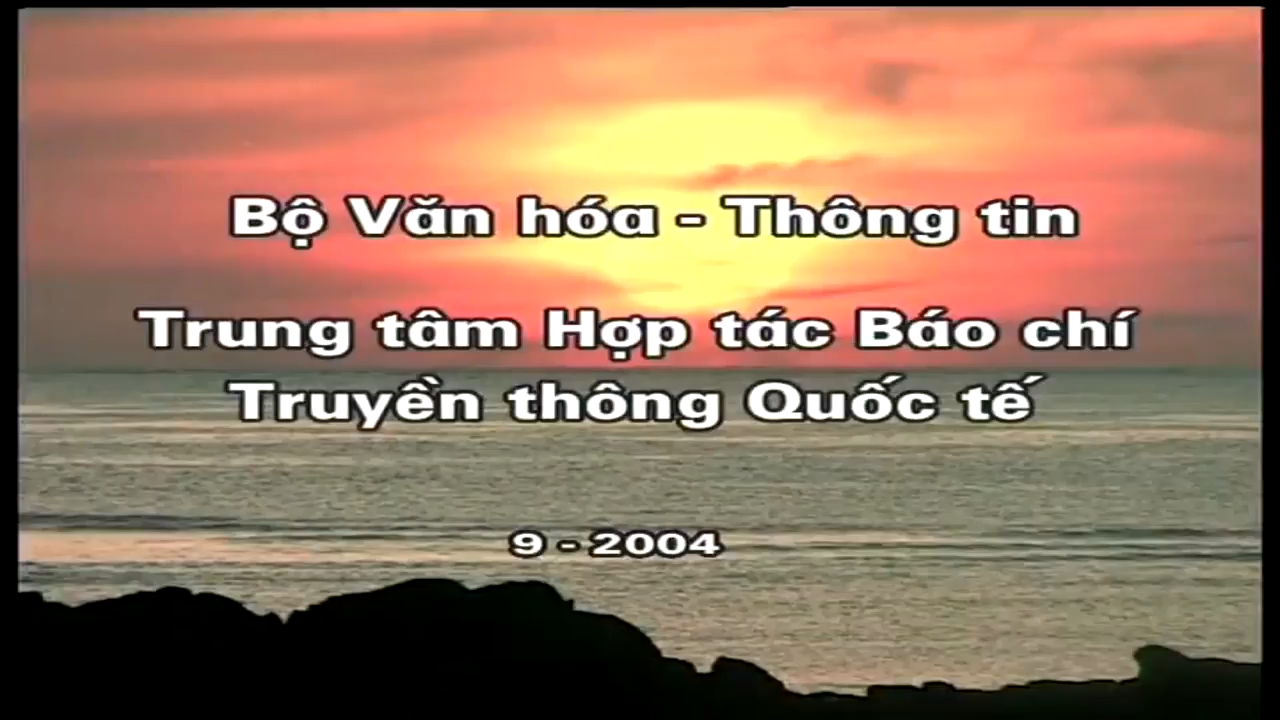 Bộ Văn hóa - Thông tin
Trung tâm Hợp tác Báo chí
Truyền thông Quốc tế
9 - 2004